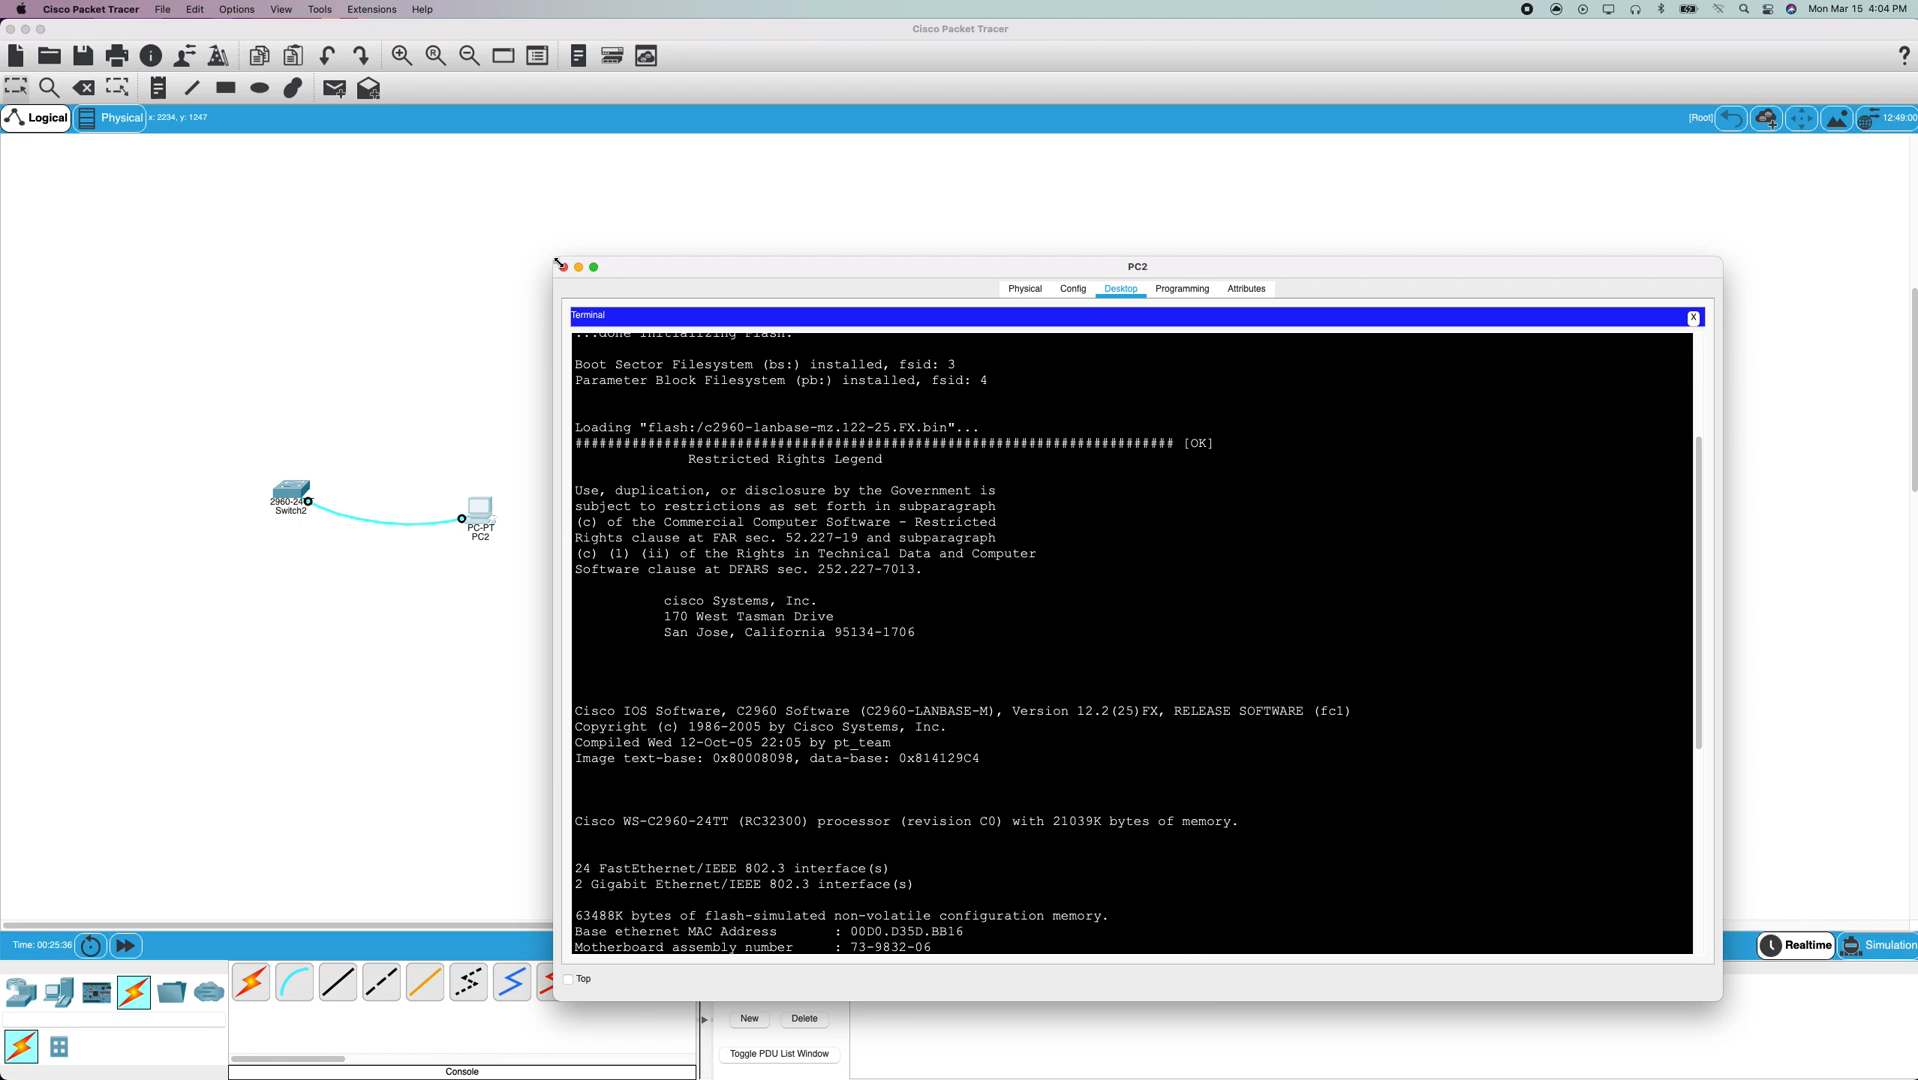 Cisco Packet Tracer File Edit Options View Tools Extensions Help Mon Mar 15 4:04 PM
Cisco Packet Tracer
?
Logical Physical x: 2234, y: 1247 [Root] 12:49:00
PC2
Physical Config Desktop Programming Attributes
Terminal X
...done Initializing Flash.
Boot Sector Filesystem (bs:) installed, fsid: 3
Parameter Block Filesystem (pb:) installed, fsid: 4
Loading "flash:/c2960-lanbase-mz.122-25.FX.bin"...
########################################################################## [OK]
Restricted Rights Legend
Use, duplication, or disclosure by the Government is
subject to restrictions as set forth in subparagraph
(c) of the Commercial Computer Software - Restricted
Rights clause at FAR sec. 52.227-19 and subparagraph
(c) (1) (ii) of the Rights in Technical Data and Computer
Software clause at DFARS sec. 252.227-7013.
cisco Systems, Inc.
170 West Tasman Drive
San Jose, California 95134-1706
Cisco IOS Software, C2960 Software (C2960-LANBASE-M), Version 12.2(25)FX, RELEASE SOFTWARE (fc1)
Copyright (c) 1986-2005 by Cisco Systems, Inc.
Compiled Wed 12-Oct-05 22:05 by pt_team
Image text-base: 0x80008098, data-base: 0x814129C4
Cisco WS-C2960-24TT (RC32300) processor (revision C0) with 21039K bytes of memory.
24 FastEthernet/IEEE 802.3 interface(s)
2 Gigabit Ethernet/IEEE 802.3 interface(s)
63488K bytes of flash-simulated non-volatile configuration memory.
Base ethernet MAC Address : 00D0.D35D.BB16
Motherboard assembly number : 73-9832-06
Top
Switch2
PC-PT
PC2
Time: 00:25:36
Realtime Simulation
New Delete
Toggle PDU List Window
Console